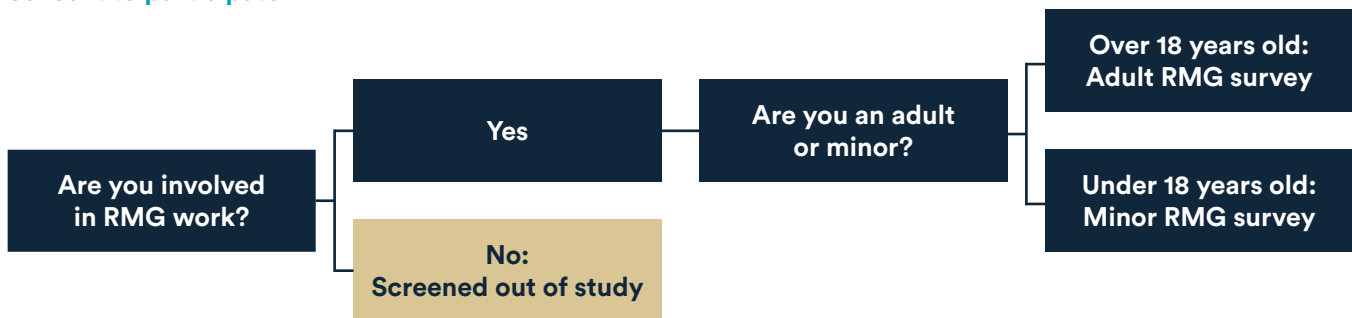 Are you involved
in RMG work?
Yes
No:
Screened out of study
Are you an adult
or minor?
Over 18 years old:
Adult RMG survey
Under 18 years old:
Minor RMG survey